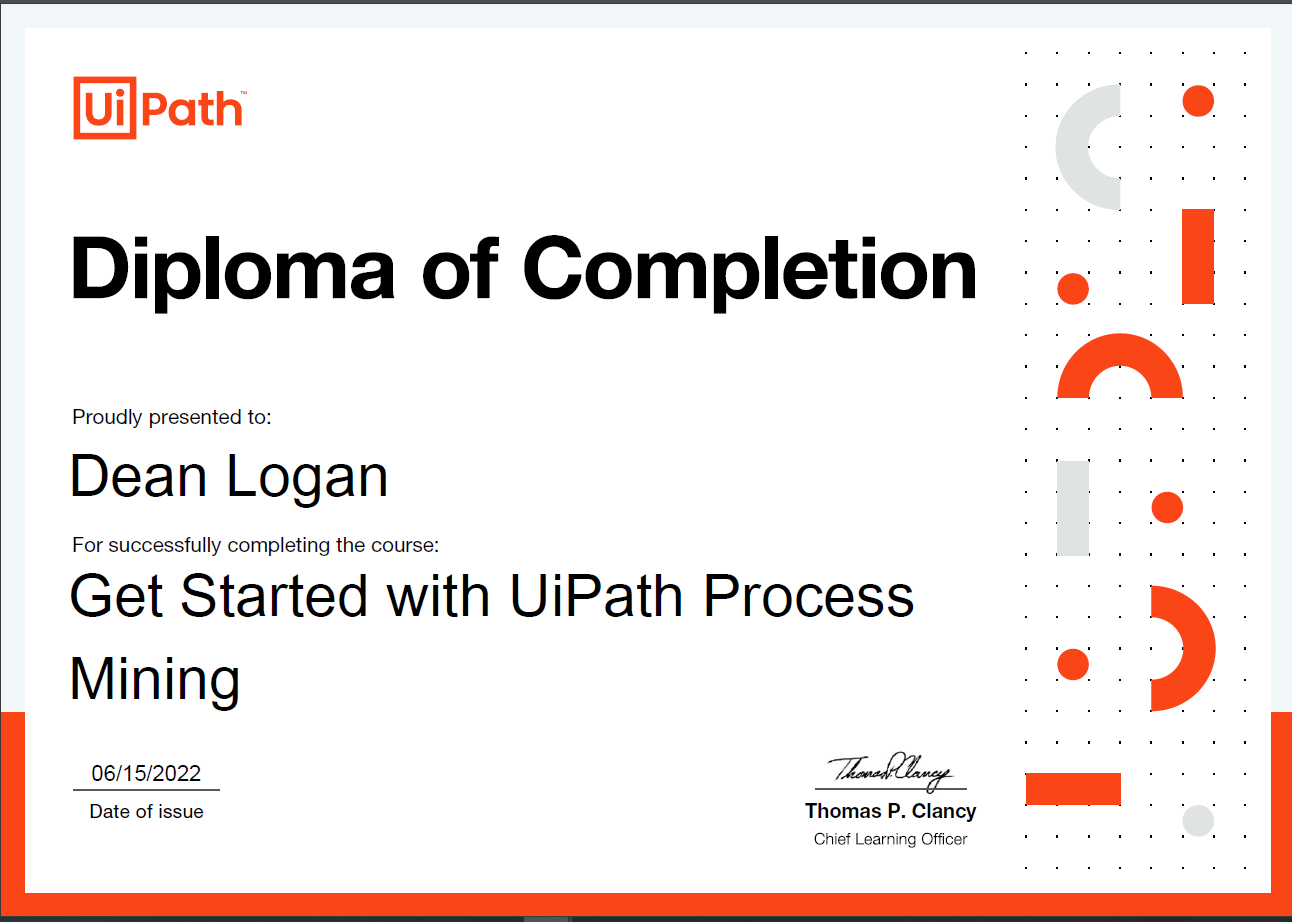 UiPath™
Diploma of Completion
Proudly presented to:
Dean Logan
For successfully completing the course:
Get Started with UiPath Process
Mining
06/15/2022
Date of issue
Thomas P. Clancy
Thomas P. Clancy
Chief Learning Officer